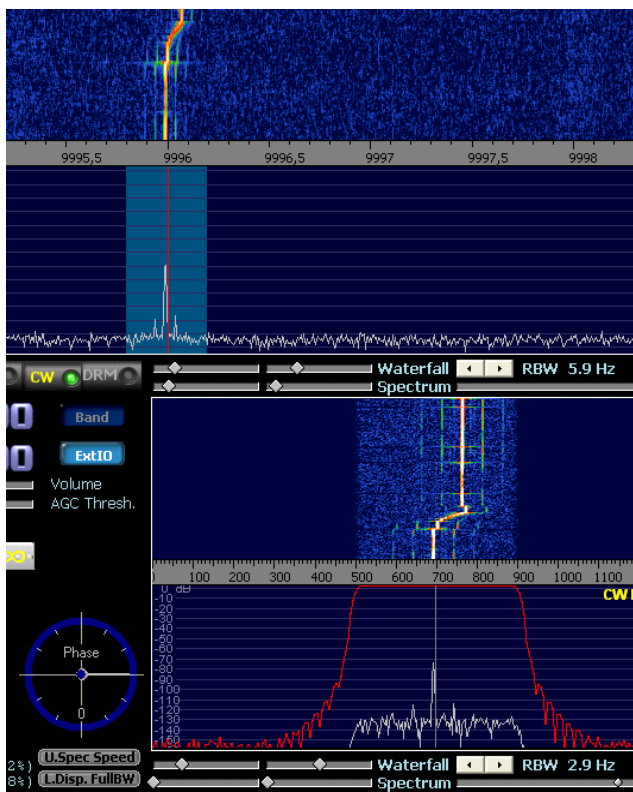 9995,5 9996 9996,5 9997 9997,5 9998
CW DRM
Waterfall RBW 5.9 Hz
Spectrum
Band
ExtIO
Volume
AGC Thresh.
100 200 300 400 500 600 700 800 900 1000 1100
0 dB
CW
-10
-20
-30
-40
-50
-60
-70
-80
-90
-100
-110
-120
-130
-140
Phase
0
U.Spec Speed
2%)
Waterfall RBW 2.9 Hz
8%)
L.Disp. FullBW
Spectrum